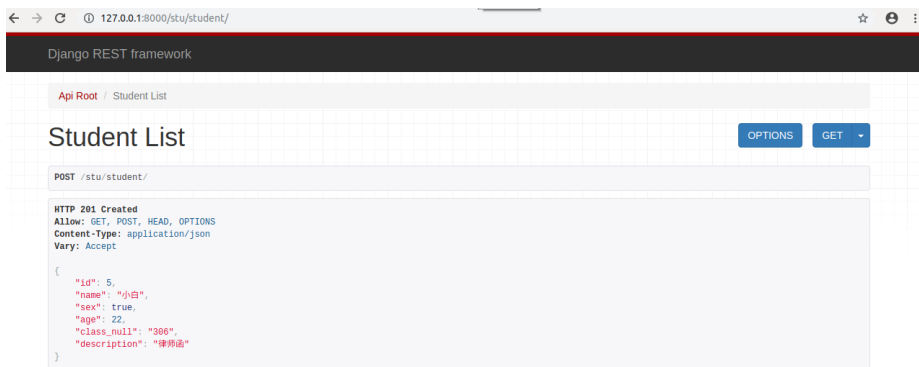 127.0.0.1:8000/stu/student/
Django REST framework
Api Root / Student List
Student List
OPTIONS
GET
POST /stu/student/
HTTP 201 Created
Allow: GET, POST, HEAD, OPTIONS
Content-Type: application/json
Vary: Accept
{
"id": 5,
"name": "小白",
"sex": true,
"age": 22,
"class_null": "306",
"description": "律师函"
}